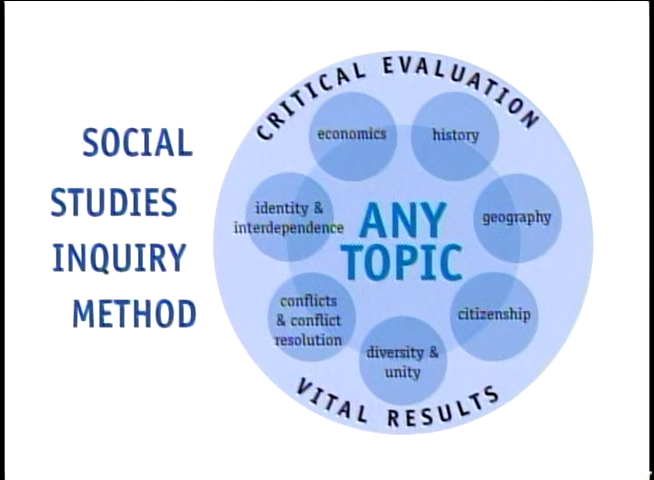 SOCIAL
STUDIES
INQUIRY
METHOD
CRITICAL EVALUATION
economics
history
identity &
interdependence
ANY
TOPIC
geography
conflicts
& conflict
resolution
citizenship
diversity &
unity
VITAL RESULTS